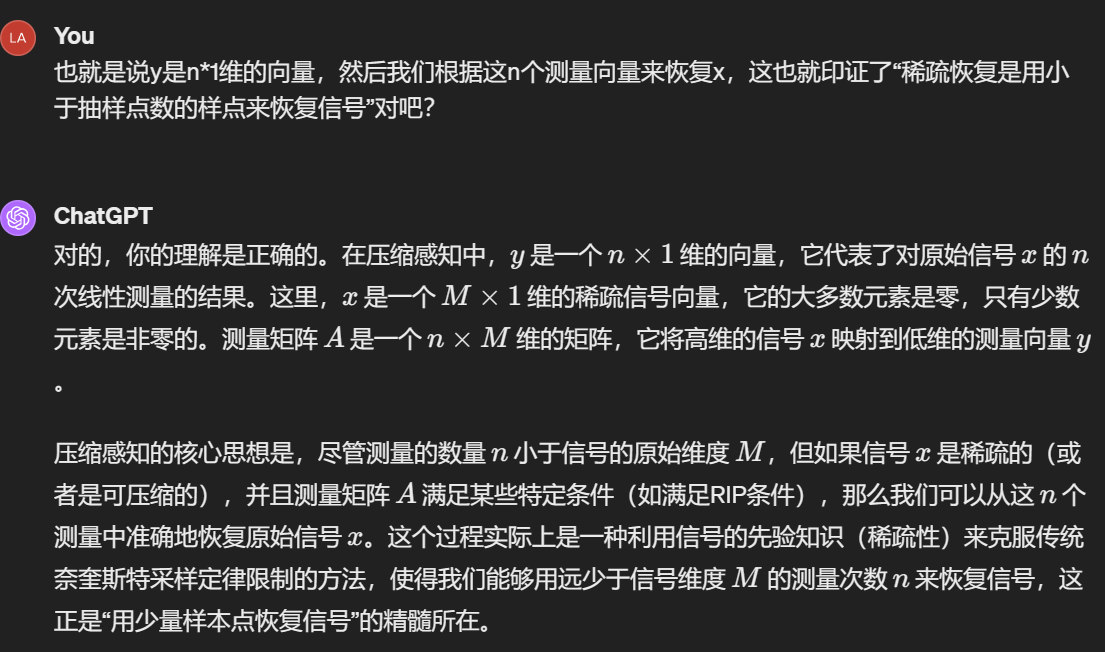 LA
You
也就是说y是n*1维的向量，然后我们根据这n个测量向量来恢复x，这也就印证了“稀疏恢复是用小
于抽样点数的样点来恢复信号”对吧？
ChatGPT
对的，你的理解是正确的。在压缩感知中，y 是一个 n × 1 维的向量，它代表了对原始信号 x 的 n
次线性测量的结果。这里，x 是一个 M × 1 维的稀疏信号向量，它的大多数元素是零，只有少数
元素是非零的。测量矩阵 A 是一个 n × M 维的矩阵，它将高维的信号 x 映射到低维的测量向量 y
。
压缩感知的核心思想是，尽管测量的数量 n 小于信号的原始维度 M，但如果信号 x 是稀疏的（或
者是可压缩的），并且测量矩阵 A 满足某些特定条件（如满足RIP条件），那么我们可以从这 n 个
测量中准确地恢复原始信号 x。这个过程实际上是一种利用信号的先验知识（稀疏性）来克服传统
奈奎斯特采样定律限制的方法，使得我们能够用远少于信号维度 M 的测量次数 n 来恢复信号，这
正是“用少量样本点恢复信号”的精髓所在。